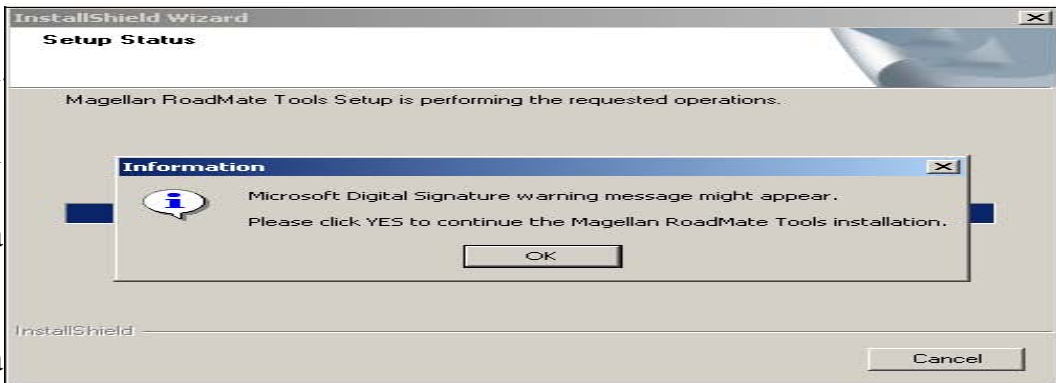 InstallShield Wizard
Setup Status
Magellan RoadMate Tools Setup is performing the requested operations.
Information
Microsoft Digital Signature warning message might appear.
Please click YES to continue the Magellan RoadMate Tools installation.
OK
InstallShield
Cancel